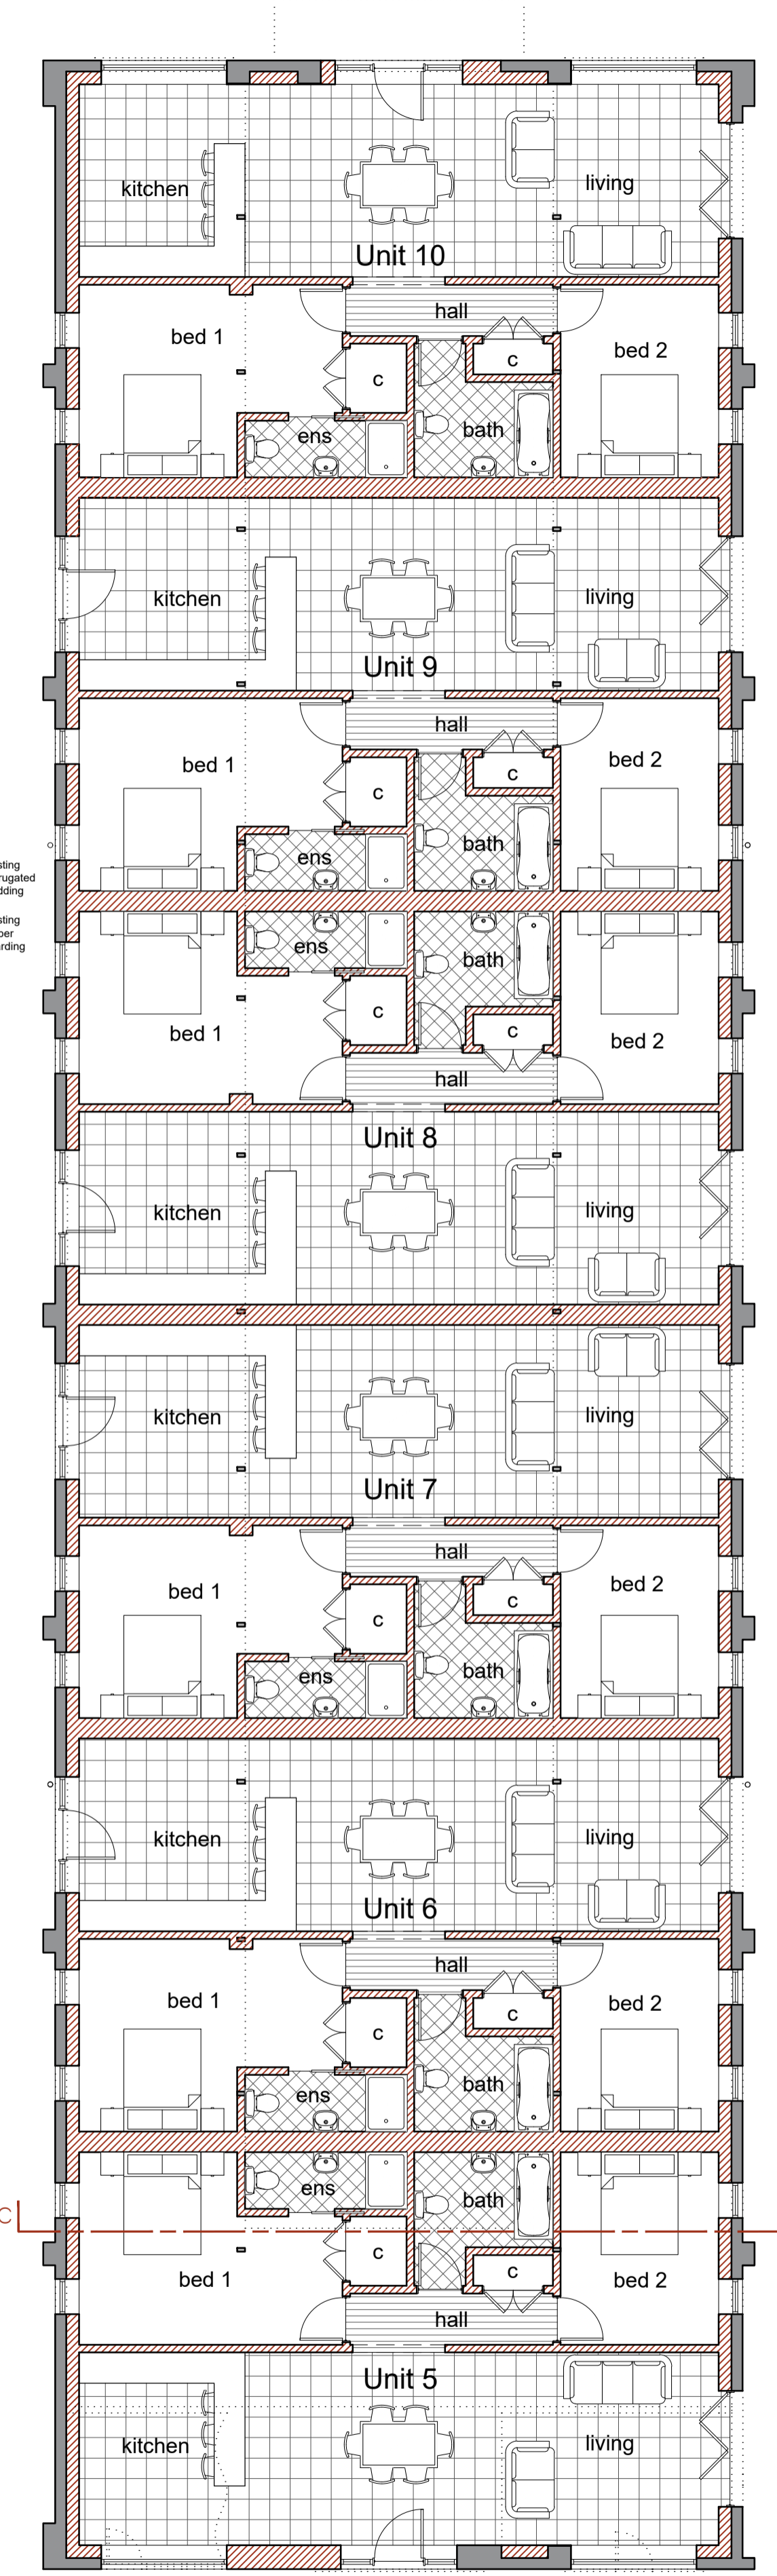 kitchen
living
Unit 10
hall
bed 1
bed 2
c
c
ens
bath
kitchen
living
Unit 9
hall
bed 1
bed 2
c
c
ens
bath
ens
bath
c
c
bed 1
bed 2
hall
Unit 8
kitchen
living
kitchen
living
Unit 7
hall
bed 1
bed 2
c
c
ens
bath
kitchen
living
Unit 6
hall
bed 1
bed 2
c
c
ens
bath
ens
bath
C
c
c
bed 1
bed 2
hall
Unit 5
kitchen
living